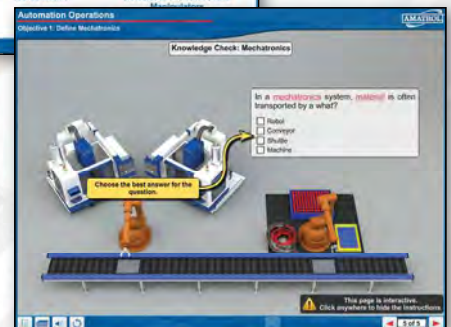 Manipulators
Automation Operations
AMATROL
Objective 1: Define Mechatronics
Knowledge Check: Mechatronics
In a mechatronics system, material is often
transported by a what?
Robot
Conveyor
Shuttle
Machine
Choose the best answer for the
question.
This page is interactive.
Click anywhere to hide the instructions
5 of 5